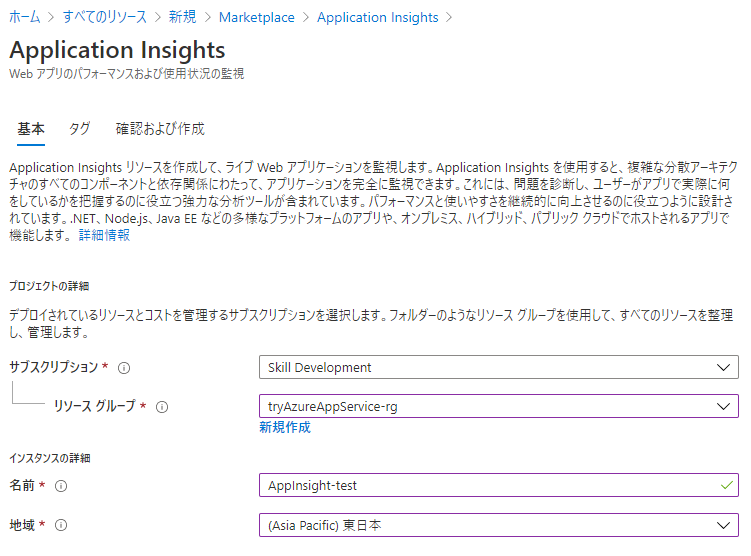 ホーム > すべてのリソース > 新規 > Marketplace > Application Insights >
Application Insights
Web アプリのパフォーマンスおよび使用状況の監視
基本 タグ 確認および作成
Application Insights リソースを作成して、ライブ Web アプリケーションを監視します。Application Insights を使用すると、複雑な分散アーキテ
クチャのすべてのコンポーネントと依存関係にわたって、アプリケーションを完全に監視できます。これには、問題を診断し、ユーザーがアプリで実際に何
をしているかを把握するのに役立つ強力な分析ツールが含まれています。パフォーマンスと使いやすさを継続的に向上させるのに役立つように設計さ
れています。.NET、Node.js、Java EE などの多様なプラットフォームのアプリや、オンプレミス、ハイブリッド、パブリック クラウドでホストされるアプリで
機能します。 詳細情報
プロジェクトの詳細
デプロイされているリソースとコストを管理するサブスクリプションを選択します。フォルダーのようなリソース グループを使用して、すべてのリソースを整理
し、管理します。
サブスクリプション * Skill Development
リソース グループ * tryAzureAppService-rg
新規作成
インスタンスの詳細
名前 * AppInsight-test
地域 * (Asia Pacific) 東日本